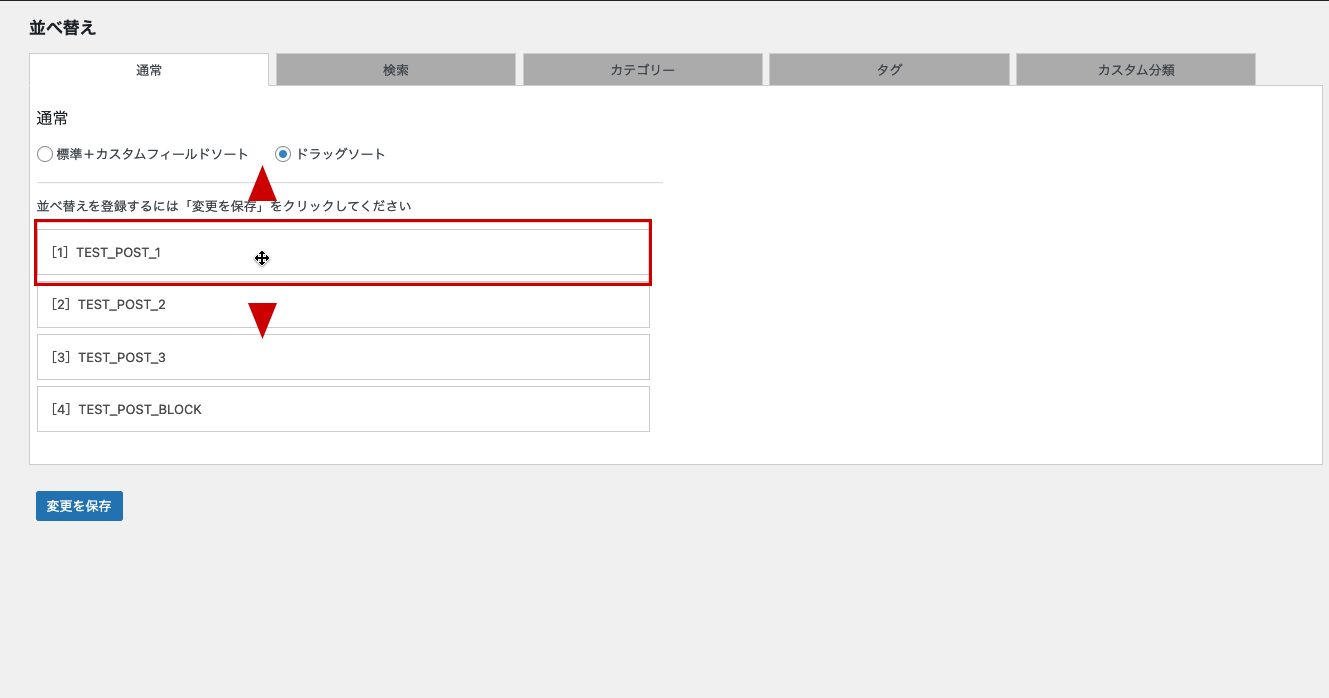 並べ替え
通常
検索
カテゴリー
タグ
カスタム分類
通常
標準＋カスタムフィールドソート
ドラッグソート
並べ替えを登録するには「変更を保存」をクリックしてください
［1］TEST_POST_1
［2］TEST_POST_2
［3］TEST_POST_3
［4］TEST_POST_BLOCK
変更を保存